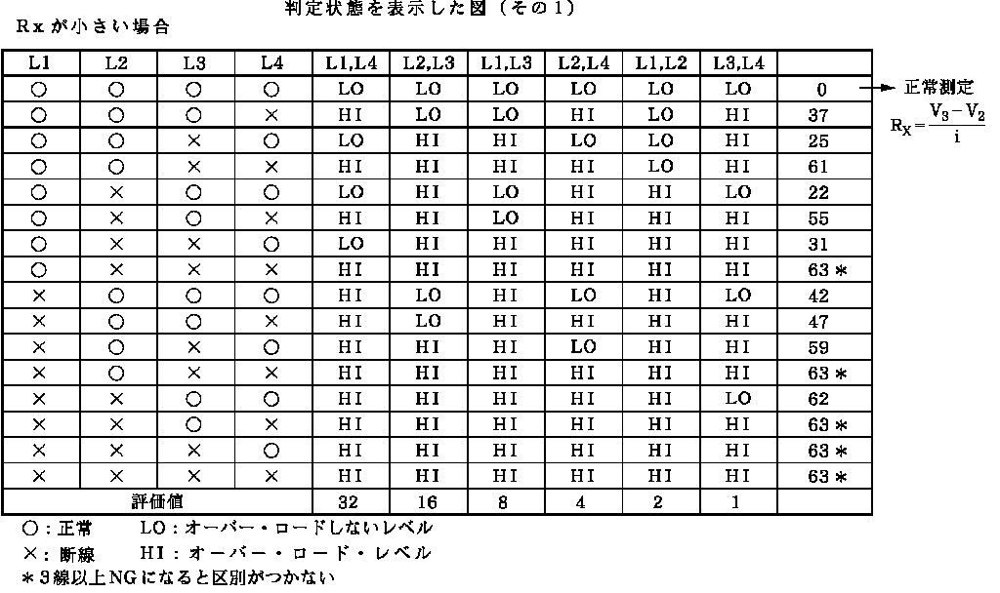 判定状態を表示した図（その１）
Rxが小さい場合
L1 L2 L3 L4 L1,L4 L2,L3 L1,L3 L2,L4 L1,L2 L3,L4
○ ○ ○ ○ LO LO LO LO LO LO 0 → 正常測定
○ ○ ○ × HI LO LO HI LO HI 37 RX=V3−V2/i
○ ○ × ○ LO HI HI LO LO HI 25
○ ○ × × HI HI HI HI LO HI 61
○ × ○ ○ LO HI LO HI HI LO 22
○ × ○ × HI HI LO HI HI HI 55
○ × × ○ LO HI HI HI HI HI 31
○ × × × HI HI HI HI HI HI 63＊
× ○ ○ ○ HI LO HI LO HI LO 42
× ○ ○ × HI LO HI HI HI HI 47
× ○ × ○ HI HI HI LO HI HI 59
× ○ × × HI HI HI HI HI HI 63＊
× × ○ ○ HI HI HI HI HI LO 62
× × ○ × HI HI HI HI HI HI 63＊
× × × ○ HI HI HI HI HI HI 63＊
× × × × HI HI HI HI HI HI 63＊
評価値 32 16 8 4 2 1
○：正常 LO：オーバー・ロードしないレベル
×：断線 HI：オーバー・ロード・レベル
＊３線以上NGになると区別がつかない